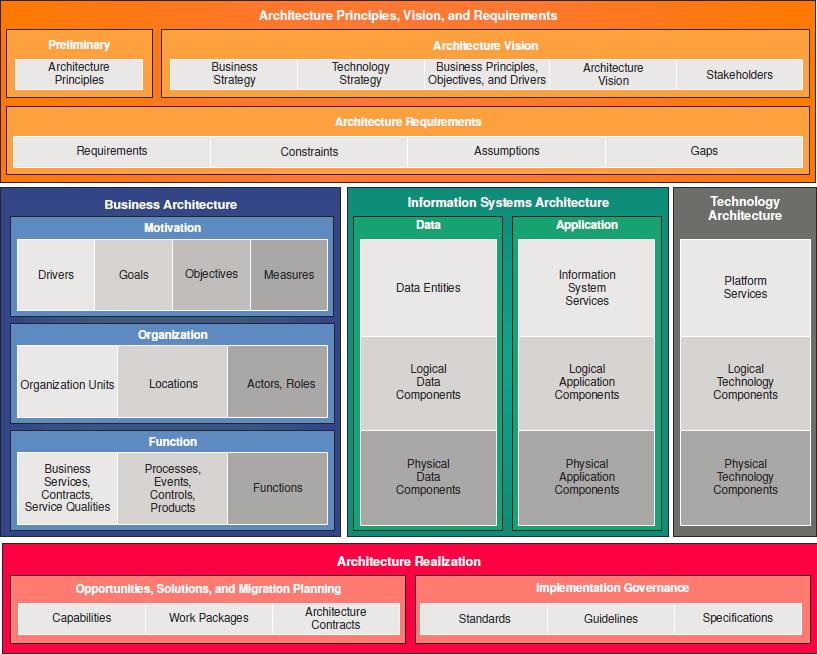 Architecture Principles, Vision, and Requirements
Preliminary
Architecture
Principles
Architecture Vision
Business
Strategy
Technology
Strategy
Business Principles,
Objectives, and Drivers
Architecture
Vision
Stakeholders
Architecture Requirements
Requirements
Constraints
Assumptions
Gaps
Business Architecture
Motivation
Drivers
Goals
Objectives
Measures
Organization
Organization Units
Locations
Actors, Roles
Function
Business
Services,
Contracts,
Service Qualities
Processes,
Events,
Controls,
Products
Functions
Information Systems Architecture
Data
Data Entities
Logical
Data
Components
Physical
Data
Components
Application
Information
System
Services
Logical
Application
Components
Physical
Application
Components
Technology
Architecture
Platform
Services
Logical
Technology
Components
Physical
Technology
Components
Architecture Realization
Opportunities, Solutions, and Migration Planning
Capabilities
Work Packages
Architecture
Contracts
Implementation Governance
Standards
Guidelines
Specifications